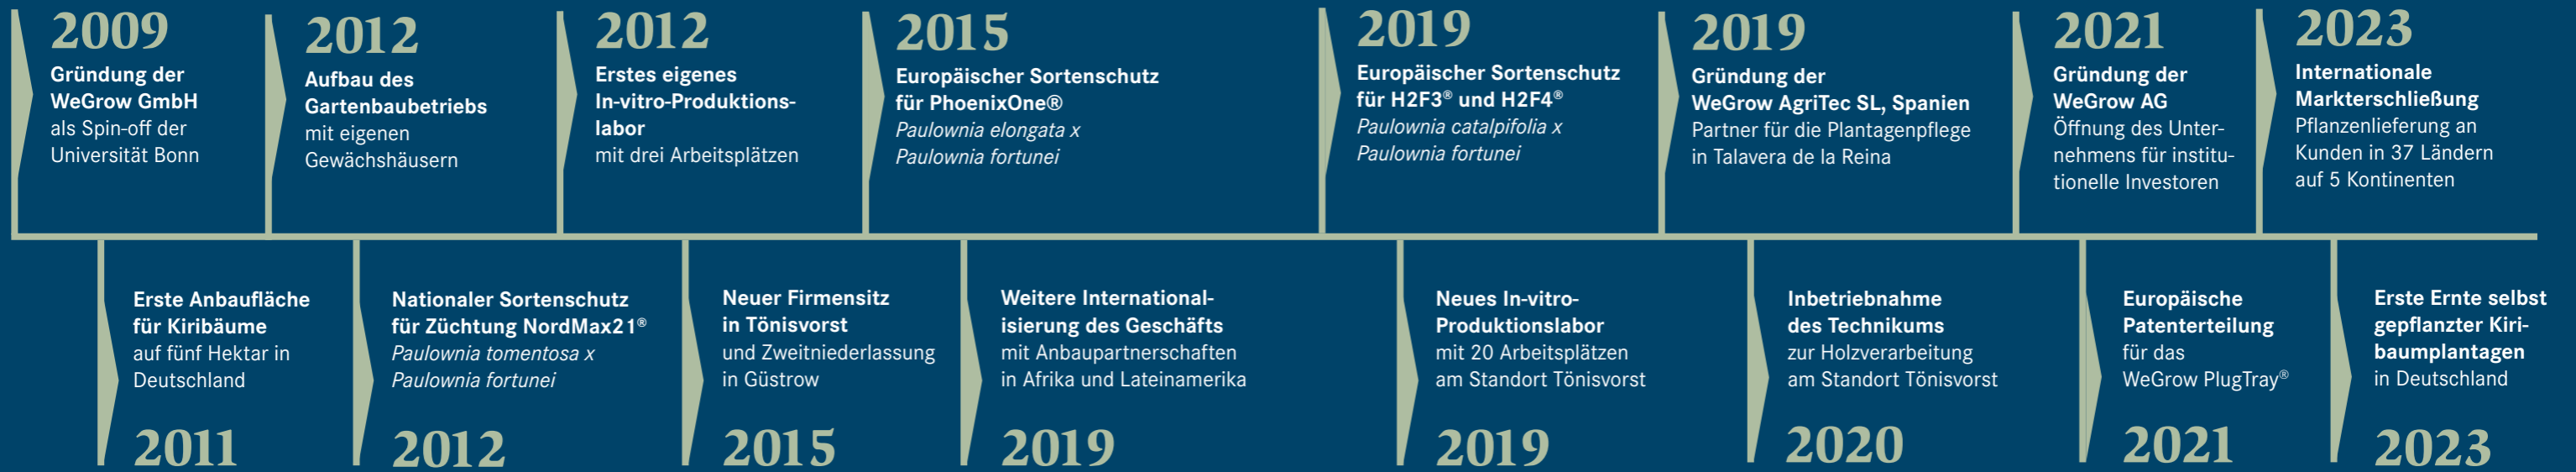 2009
Gründung der
WeGrow GmbH
als Spin-off der
Universität Bonn
2012
Aufbau des
Gartenbaubetriebs
mit eigenen
Gewächshäusern
2012
Erstes eigenes
In-vitro-Produktions-
labor
mit drei Arbeitsplätzen
2015
Europäischer Sortenschutz
für PhoenixOne®
Paulownia elongata x
Paulownia fortunei
2019
Europäischer Sortenschutz
für H2F3® und H2F4®
Paulownia catalpifolia x
Paulownia fortunei
2019
Gründung der
WeGrow AgriTec SL, Spanien
Partner für die Plantagenpflege
in Talavera de la Reina
2021
Gründung der
WeGrow AG
Öffnung des Unter-
nehmens für institu-
tionelle Investoren
2023
Internationale
Markterschließung
Pflanzenlieferung an
Kunden in 37 Ländern
auf 5 Kontinenten
Erste Anbaufläche
für Kiribäume
auf fünf Hektar in
Deutschland
2011
Nationaler Sortenschutz
für Züchtung NordMax21®
Paulownia tomentosa x
Paulownia fortunei
2012
Neuer Firmensitz
in Tönisvorst
und Zweitniederlassung
in Güstrow
2015
Weitere International-
isierung des Geschäfts
mit Anbaupartnerschaften
in Afrika und Lateinamerika
2019
Neues In-vitro-
Produktionslabor
mit 20 Arbeitsplätzen
am Standort Tönisvorst
2019
Inbetriebnahme
des Technikums
zur Holzverarbeitung
am Standort Tönisvorst
2020
Europäische
Patenterteilung
für das
WeGrow PlugTray®
2021
Erste Ernte selbst
gepflanzter Kiri-
baumplantagen
in Deutschland
2023